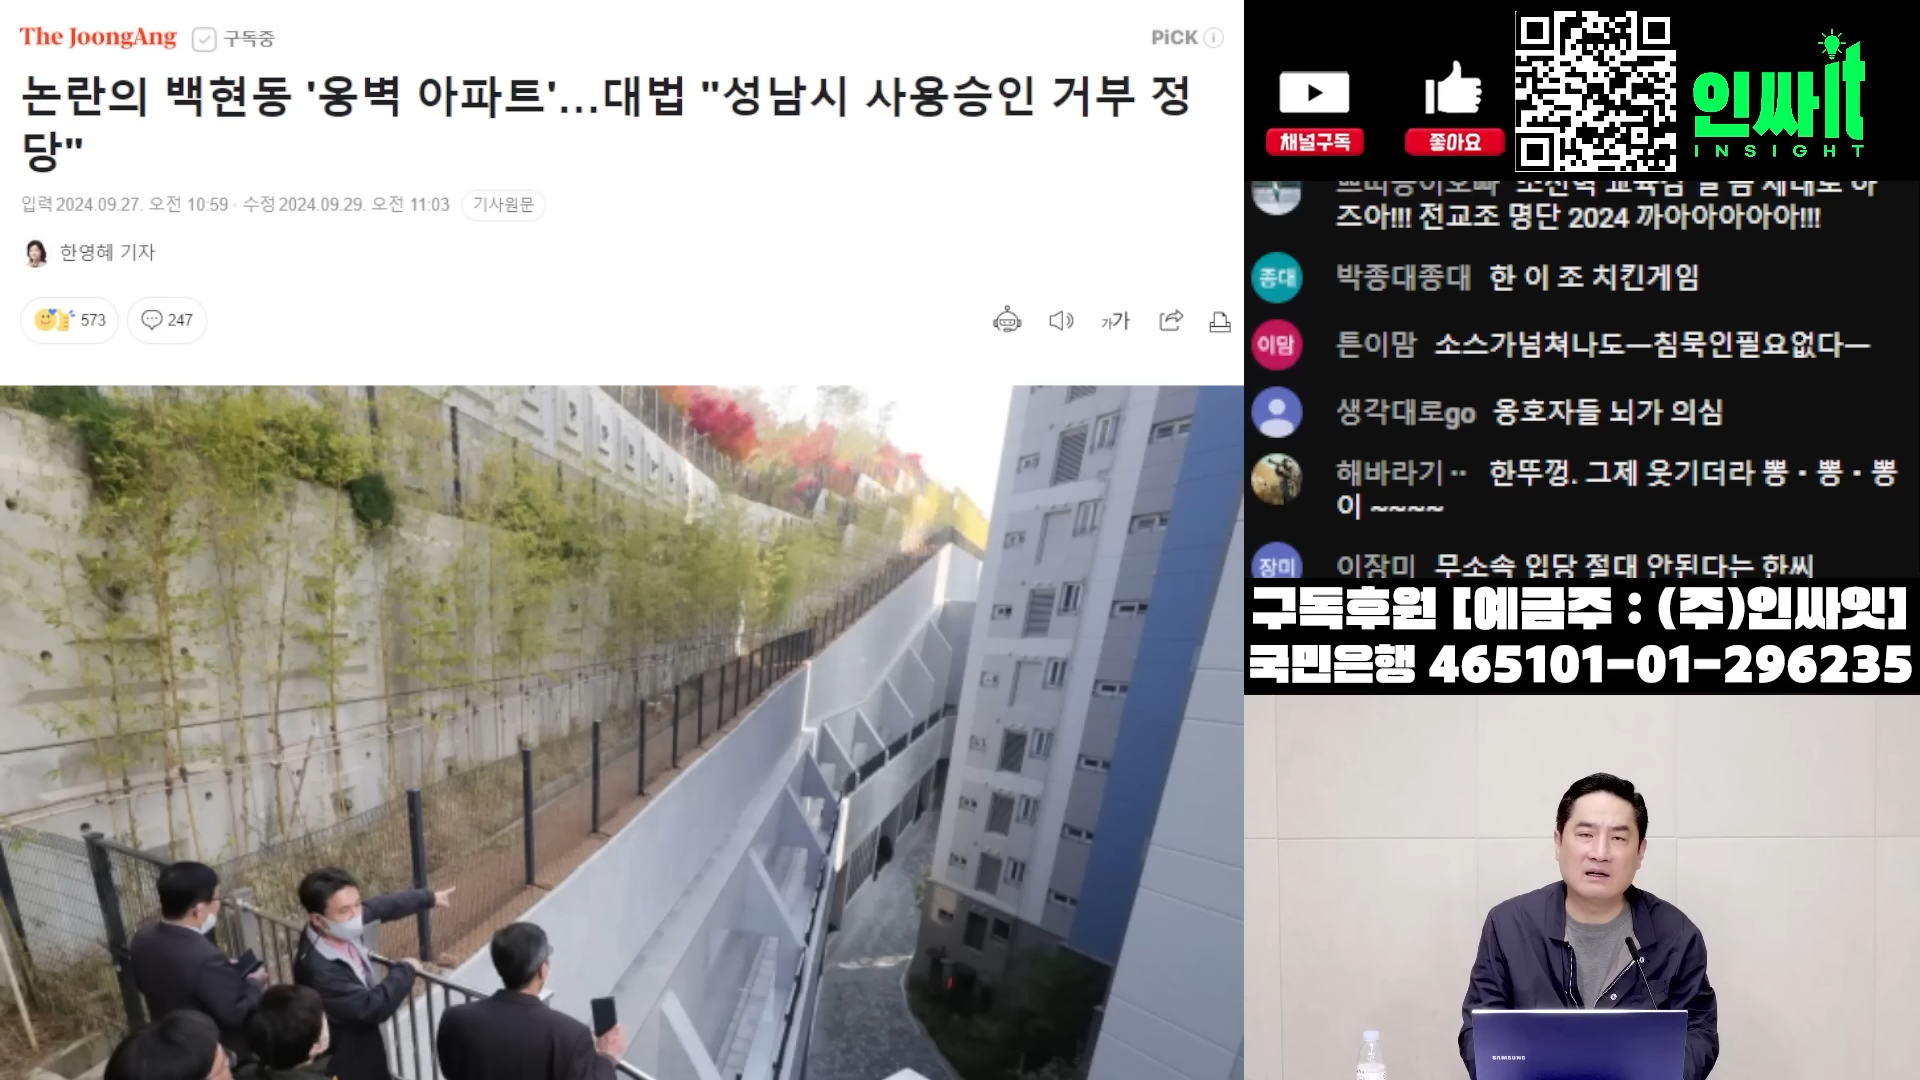 The JoongAng 구독중
PiCK
논란의 백현동 '옹벽 아파트'…대법 "성남시 사용승인 거부 정
당"
입력 2024.09.27. 오전 10:59 · 수정 2024.09.29. 오전 11:03 기사원문
한영혜 기자
573 247
가가
채널구독
좋아요
인싸it
INSIGHT
즈아!!! 전교조 명단 2024 까아아아아아!!!
종대 박종대종대 한 이 조 치킨게임
이맘 튼이맘 소스가넘쳐나도ㅡ침묵인필요없다ㅡ
생각대로go 옹호자들 뇌가 의심
해바라기·· 한뚜껑. 그제 웃기더라 뽕 · 뽕 · 뽕
이 ~~~~
장미 이장미 무소속 입당 절대 안된다는 한씨
구독후원 [예금주 : (주)인싸잇]
국민은행 465101-01-296235
SAMSUNG